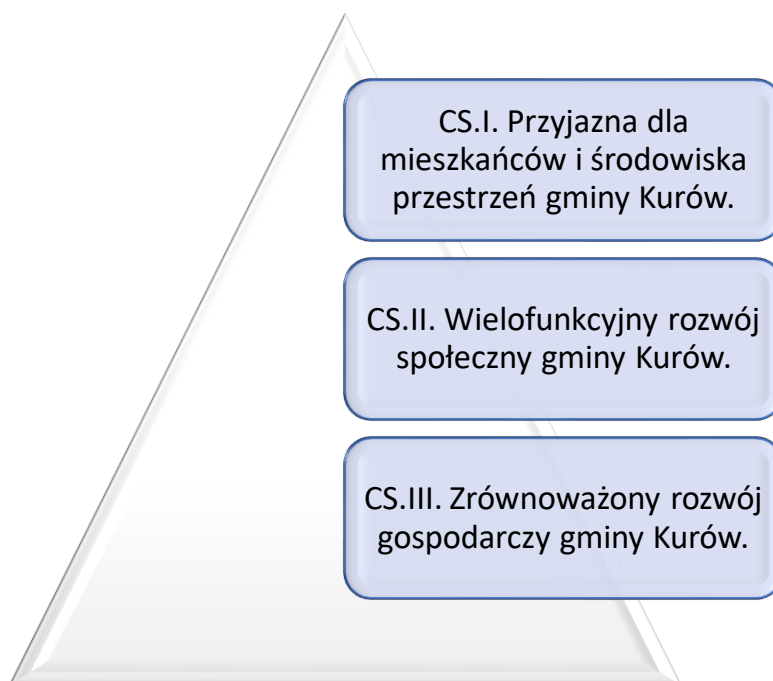 CS.I. Przyjazna dla
mieszkańców i środowiska
przestrzeń gminy Kurów.
CS.II. Wielofunkcyjny rozwój
społeczny gminy Kurów.
CS.III. Zrównoważony rozwój
gospodarczy gminy Kurów.